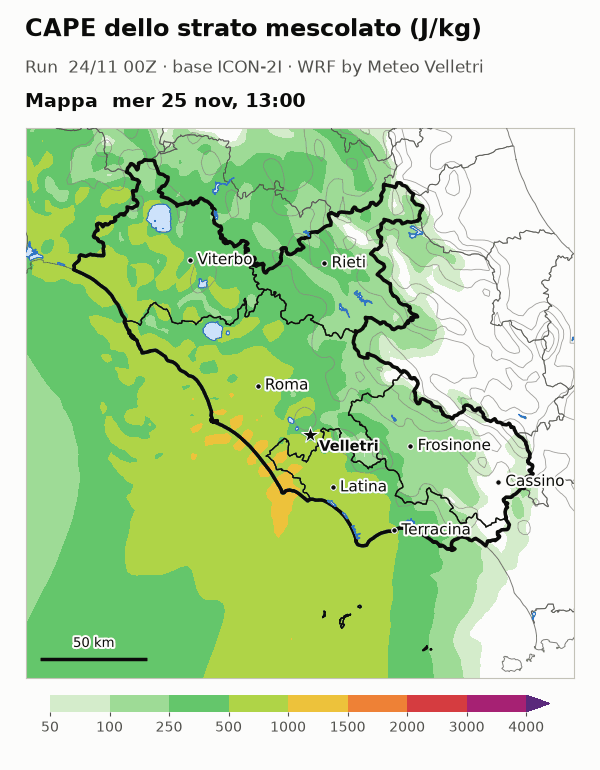 CAPE dello strato mescolato (J/kg)
Run  24/11 00Z · base ICON-2I · WRF by Meteo Velletri
Mappa  mer 25 nov, 13:00
Viterbo
Rieti
Roma
Velletri
Frosinone
Latina
Cassino
Terracina
50 km
50 100 250 500 1000 1500 2000 3000 4000